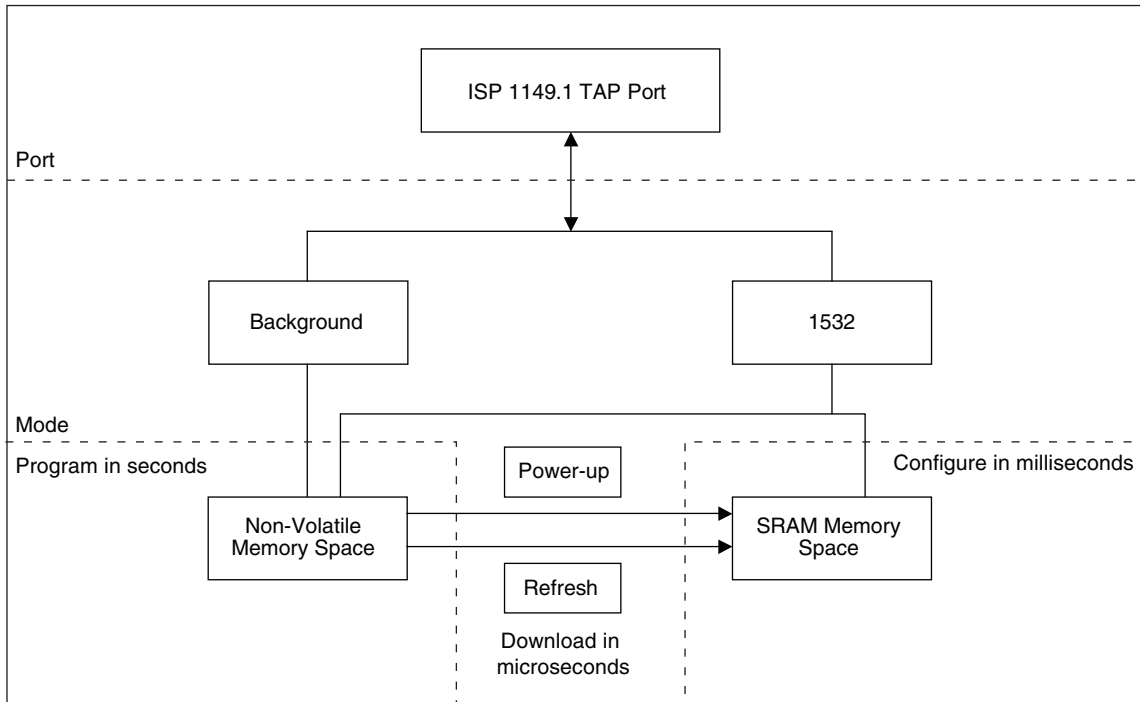 ISP 1149.1 TAP Port
Port
Background
1532
Mode
Program in seconds
Power-up
Configure in milliseconds
Non-Volatile
Memory Space
SRAM Memory
Space
Refresh
Download in
microseconds